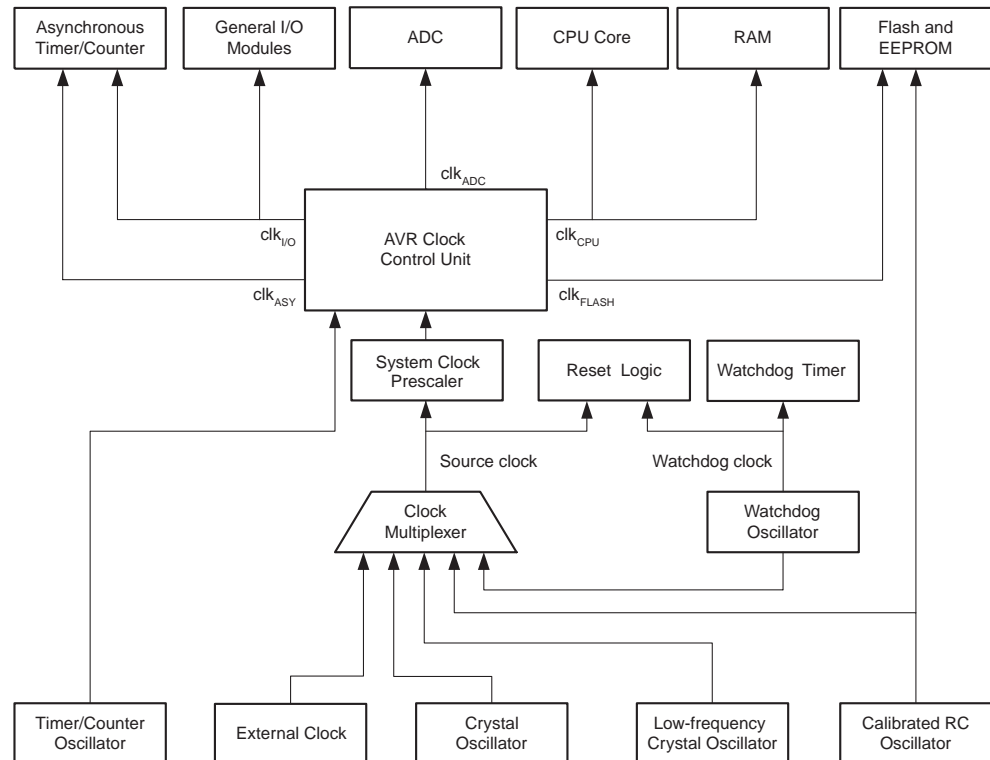 Asynchronous
Timer/Counter
General I/O
Modules
ADC
CPU Core
RAM
Flash and
EEPROM
clkADC
AVR Clock
Control Unit
clkI/O
clkCPU
clkASY
clkFLASH
System Clock
Prescaler
Reset Logic
Watchdog Timer
Source clock
Watchdog clock
Clock
Multiplexer
Watchdog
Oscillator
Timer/Counter
Oscillator
External Clock
Crystal
Oscillator
Low-frequency
Crystal Oscillator
Calibrated RC
Oscillator